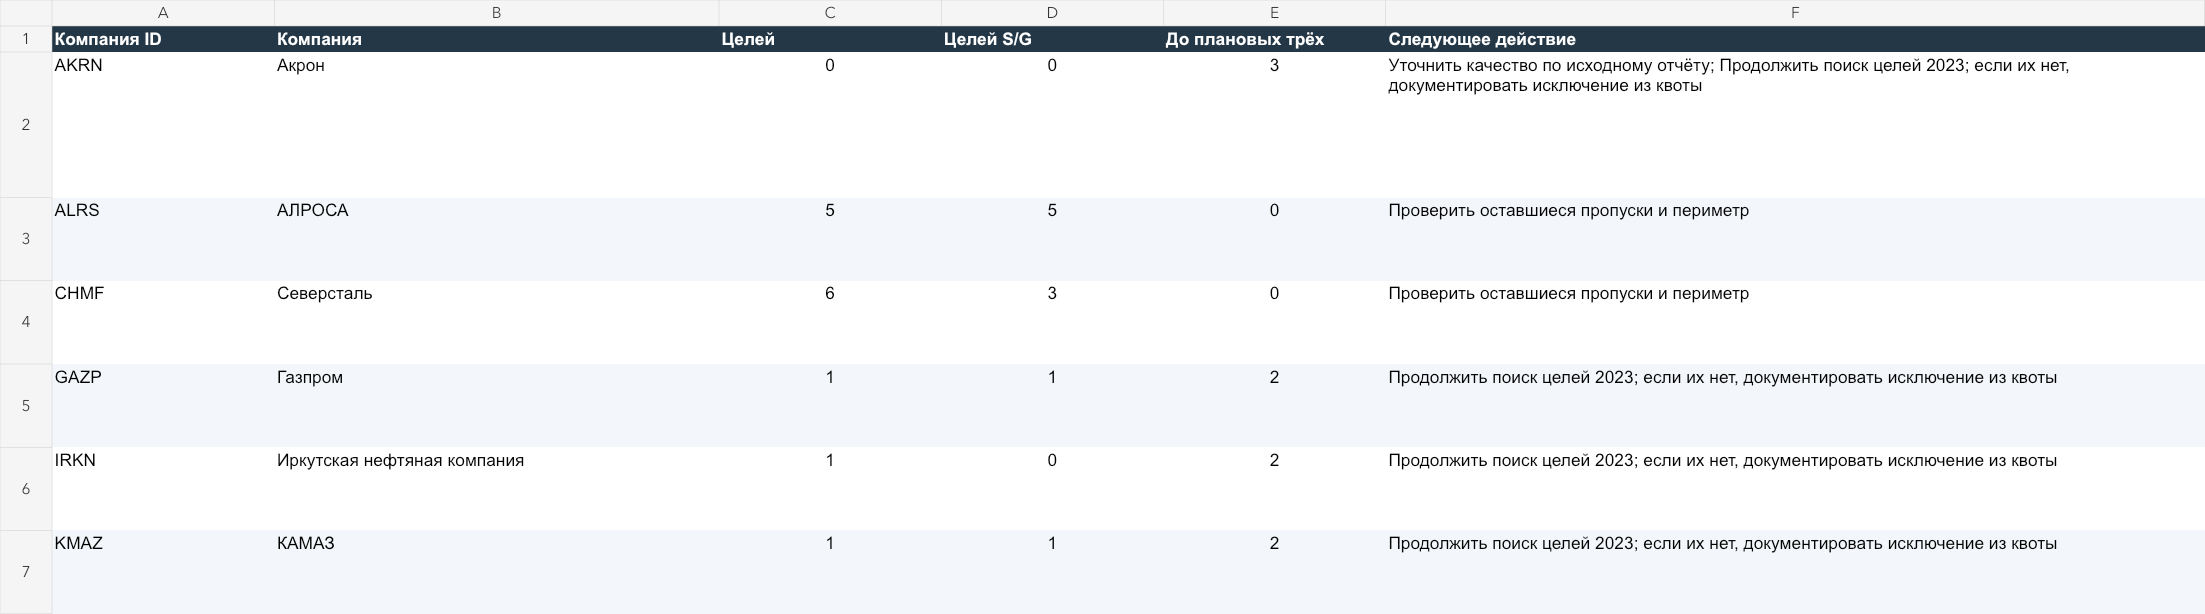 A B C D E F
1 Компания ID Компания Целей Целей S/G До плановых трёх Следующее действие
2 AKRN Акрон 0 0 3 Уточнить качество по исходному отчёту; Продолжить поиск целей 2023; если их нет,
документировать исключение из квоты
3 ALRS АЛРОСА 5 5 0 Проверить оставшиеся пропуски и периметр
4 CHMF Северсталь 6 3 0 Проверить оставшиеся пропуски и периметр
5 GAZP Газпром 1 1 2 Продолжить поиск целей 2023; если их нет, документировать исключение из квоты
6 IRKN Иркутская нефтяная компания 1 0 2 Продолжить поиск целей 2023; если их нет, документировать исключение из квоты
7 KMAZ КАМАЗ 1 1 2 Продолжить поиск целей 2023; если их нет, документировать исключение из квоты